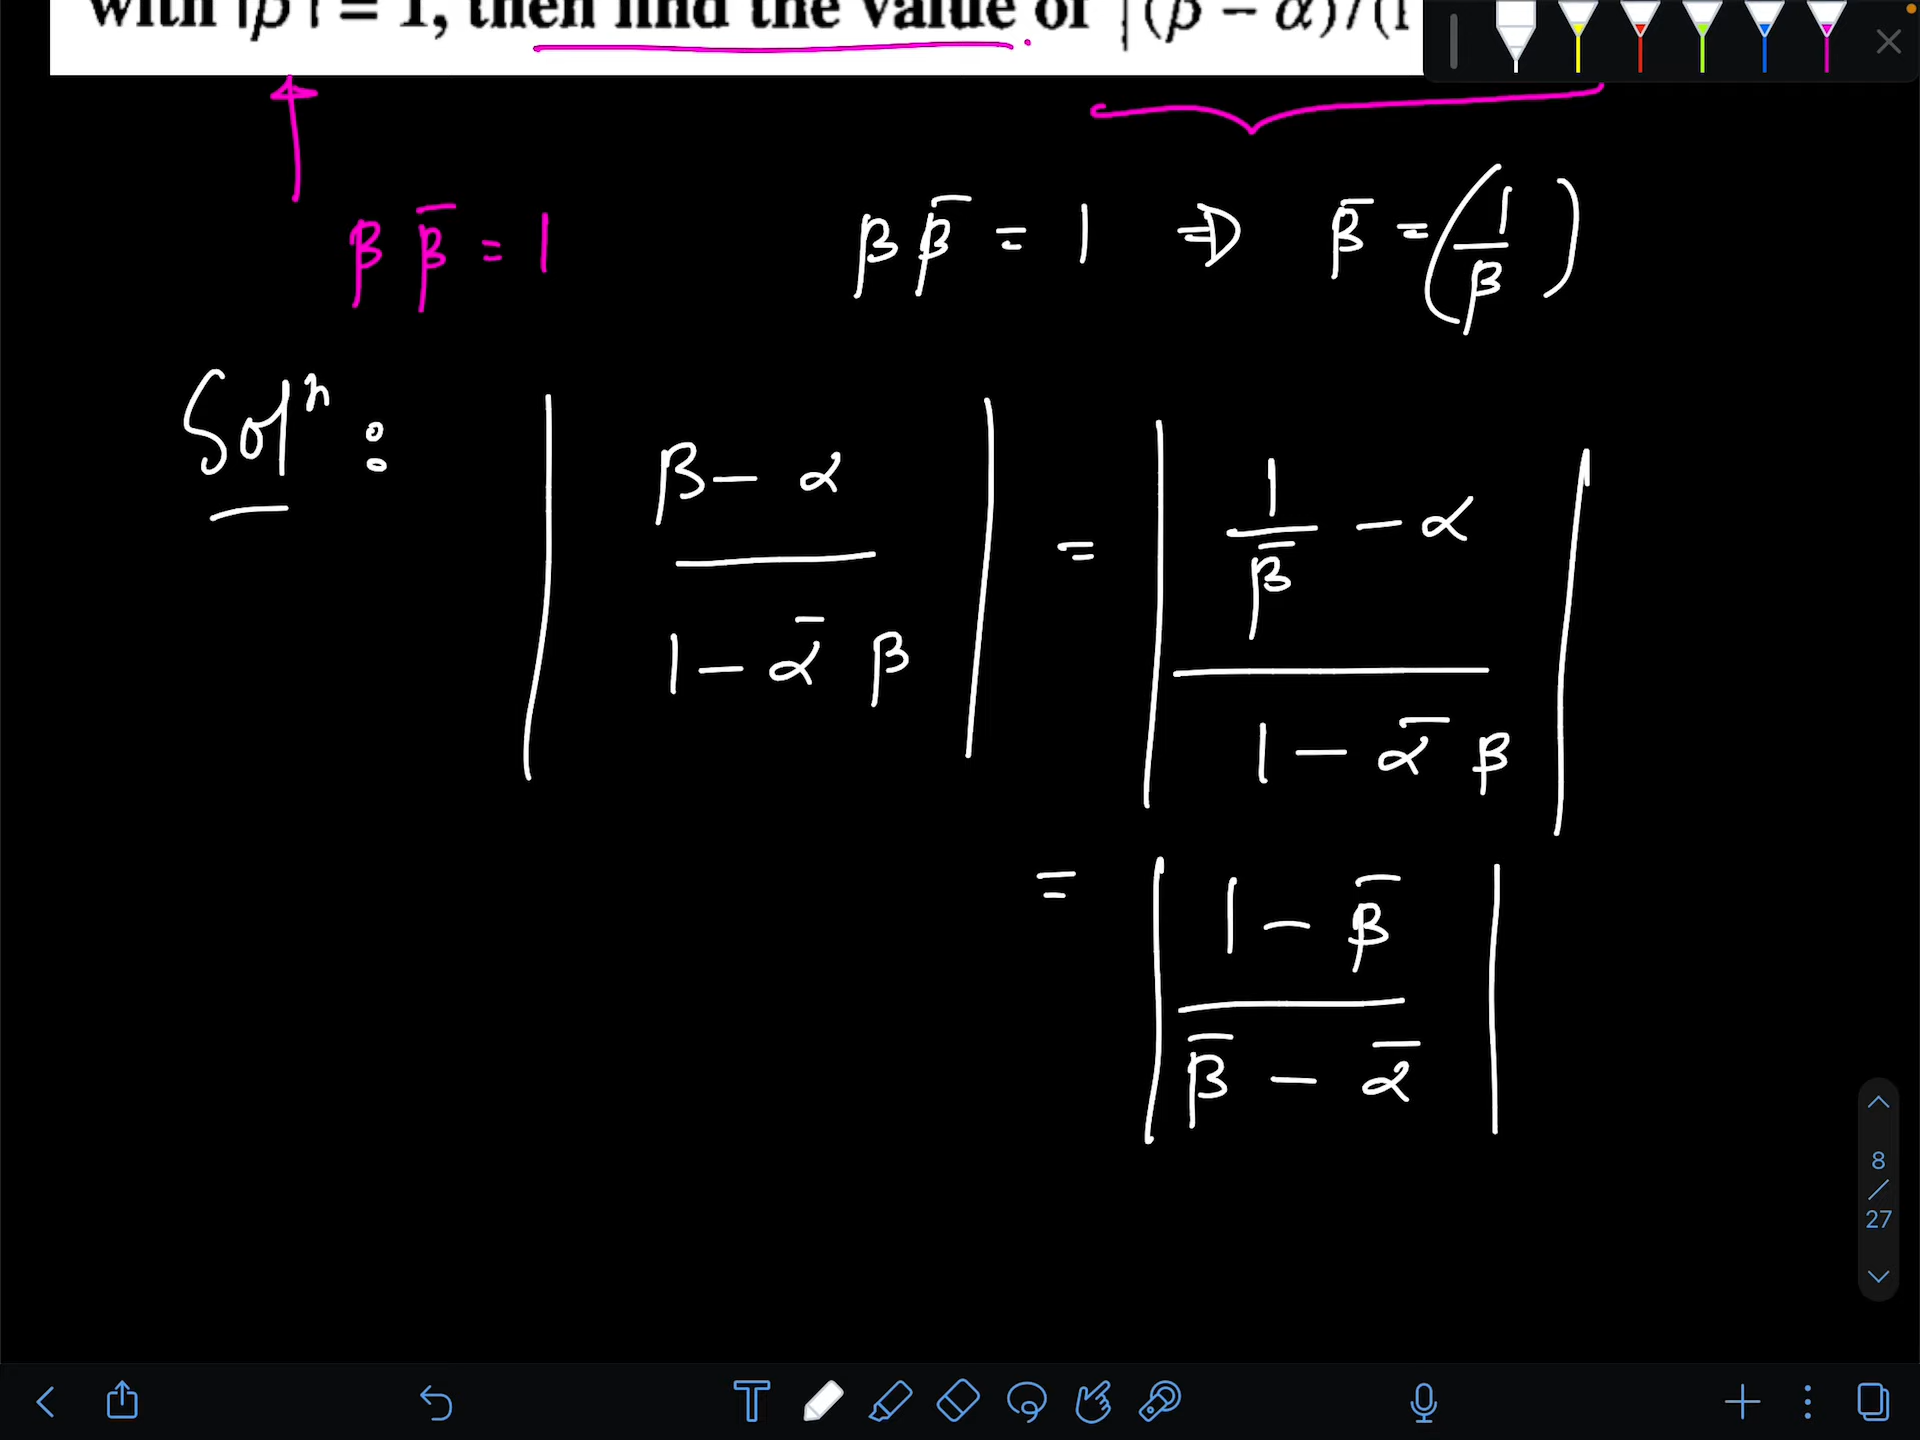 with |β| = 1, then find the value of |(β − α)/(1
β β̄ = 1
β β̄ = 1 ⇒ β̄ = (1/β)
Solⁿ : |(β − α)/(1 − ᾱ β)| = |(1/β̄ − α)/(1 − ᾱ β)|
= |(1 − β̄)/(β̄ − ᾱ)|
8
/
27
T